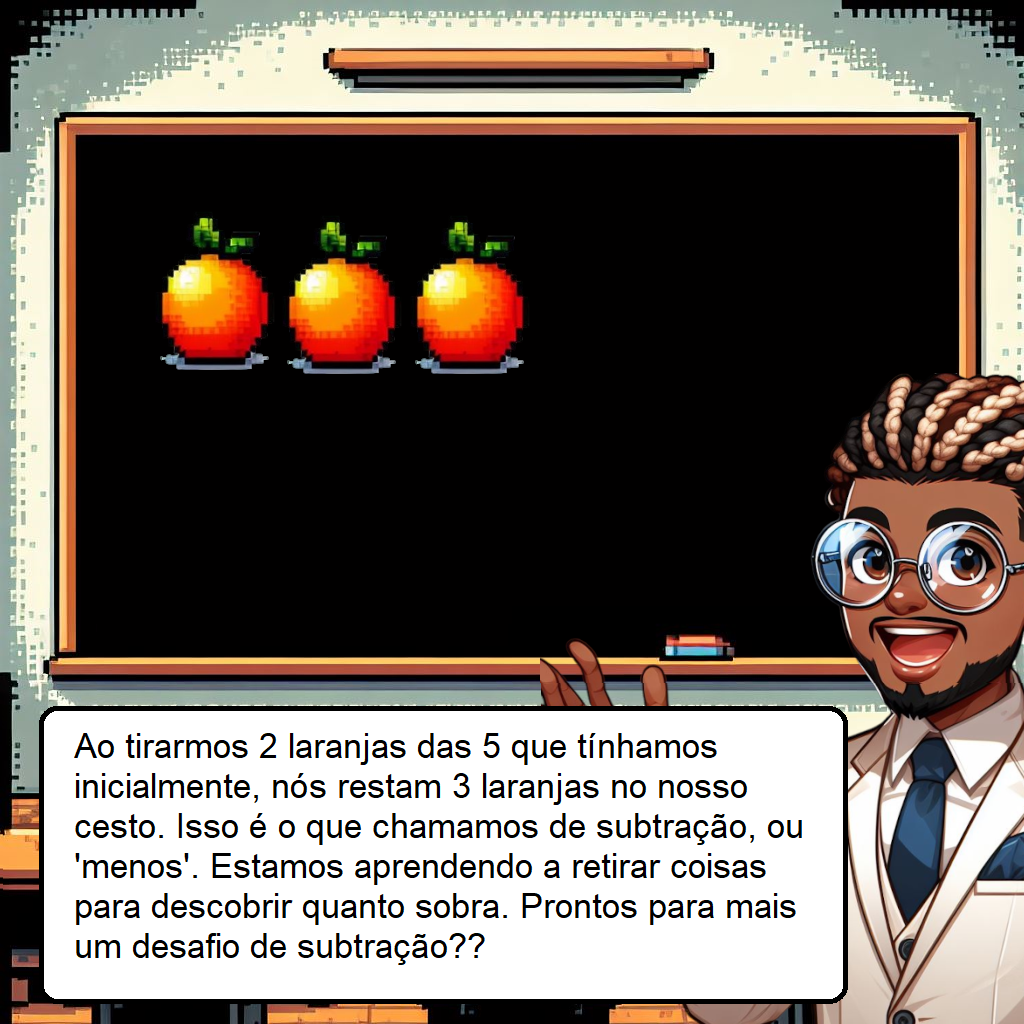 Ao tirarmos 2 laranjas das 5 que tínhamos
inicialmente, nós restam 3 laranjas no nosso
cesto. Isso é o que chamamos de subtração, ou
'menos'. Estamos aprendendo a retirar coisas
para descobrir quanto sobra. Prontos para mais
um desafio de subtração??